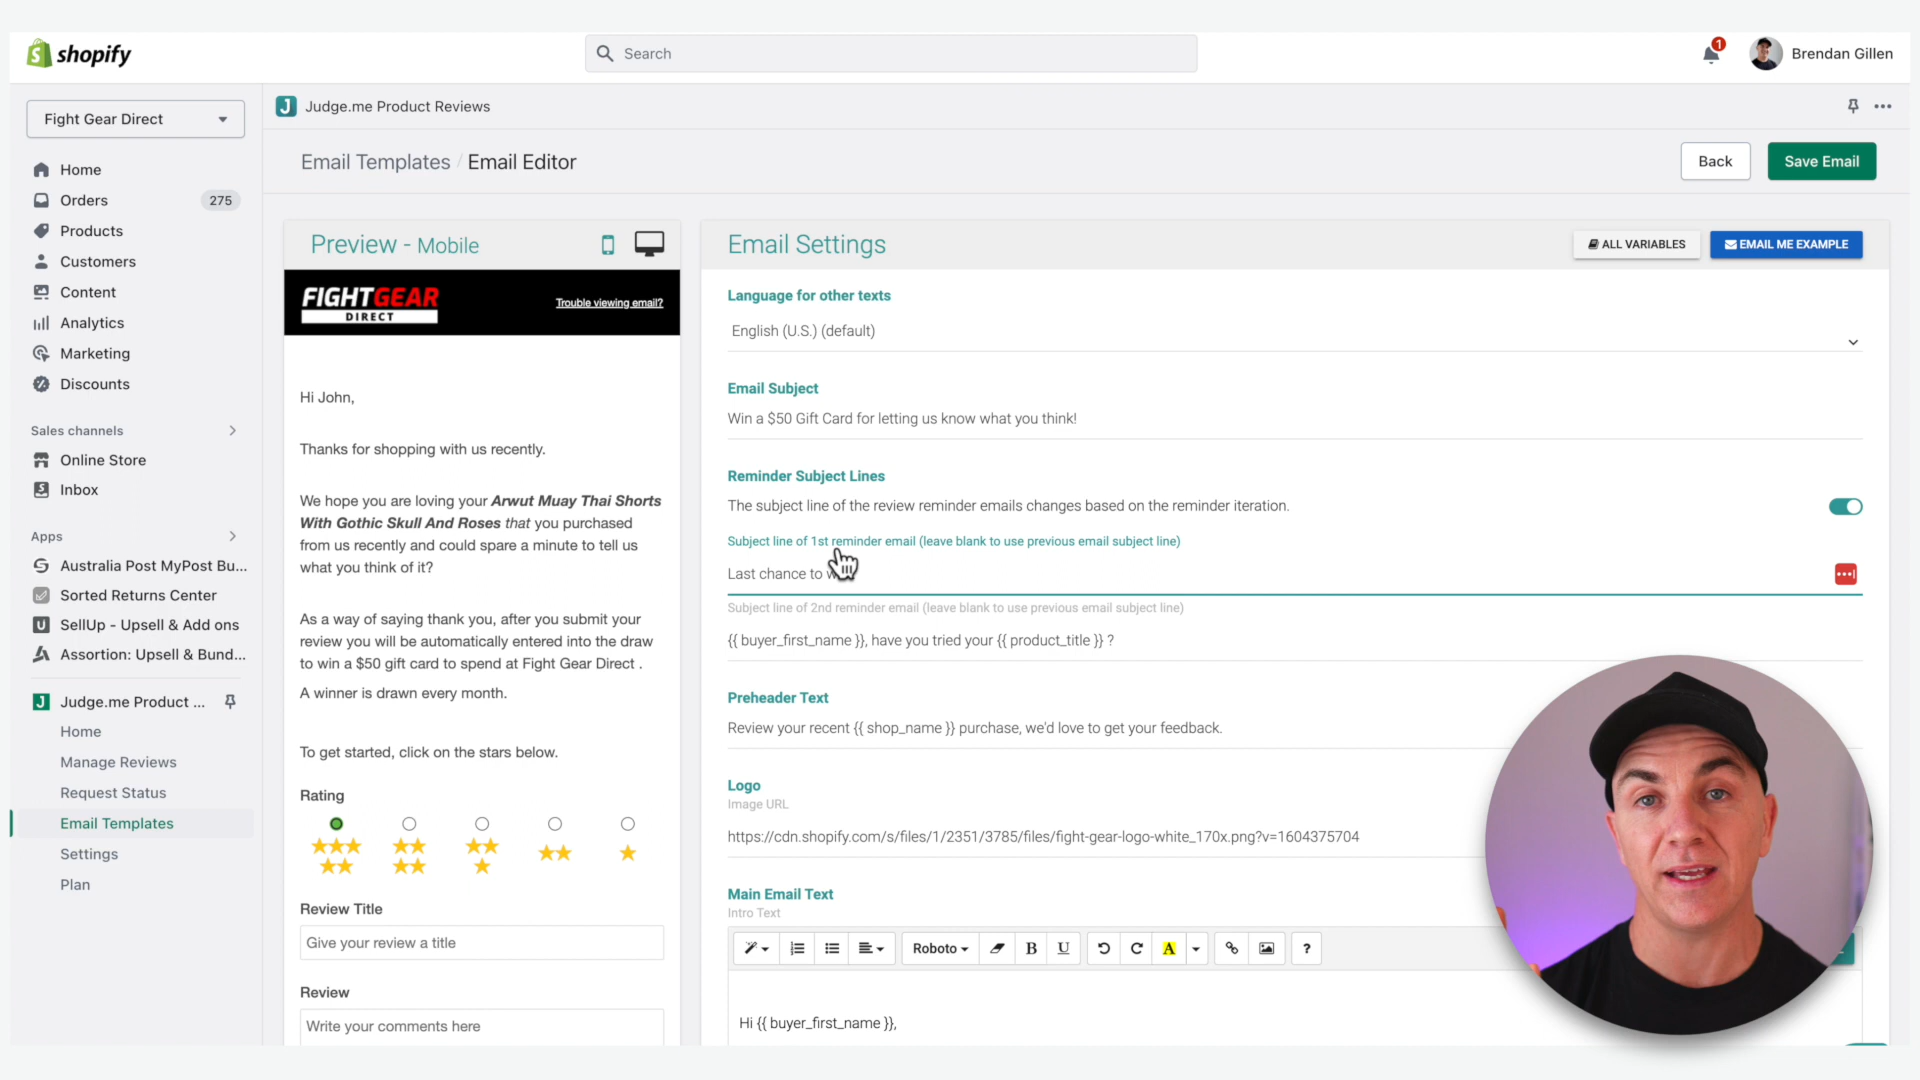 shopify
Search
1
Brendan Gillen
Fight Gear Direct
Judge.me Product Reviews
Email Templates / Email Editor
Back
Save Email
Home
Orders
275
Products
Customers
Content
Analytics
Marketing
Discounts
Sales channels
Online Store
Inbox
Apps
Australia Post MyPost Bu...
Sorted Returns Center
SellUp - Upsell & Add ons
Assortion: Upsell & Bund...
Judge.me Product ...
Home
Manage Reviews
Request Status
Email Templates
Settings
Plan
Preview - Mobile
FIGHTGEAR
DIRECT
Trouble viewing email?
Hi John,
Thanks for shopping with us recently.
We hope you are loving your Arwut Muay Thai Shorts
With Gothic Skull And Roses that you purchased
from us recently and could spare a minute to tell us
what you think of it?
As a way of saying thank you, after you submit your
review you will be automatically entered into the draw
to win a $50 gift card to spend at Fight Gear Direct .
A winner is drawn every month.
To get started, click on the stars below.
Rating
Review Title
Give your review a title
Review
Write your comments here
Email Settings
ALL VARIABLES
EMAIL ME EXAMPLE
Language for other texts
English (U.S.) (default)
Email Subject
Win a $50 Gift Card for letting us know what you think!
Reminder Subject Lines
The subject line of the review reminder emails changes based on the reminder iteration.
Subject line of 1st reminder email (leave blank to use previous email subject line)
Last chance to
Subject line of 2nd reminder email (leave blank to use previous email subject line)
{{ buyer_first_name }}, have you tried your {{ product_title }} ?
Preheader Text
Review your recent {{ shop_name }} purchase, we'd love to get your feedback.
Logo
Image URL
https://cdn.shopify.com/s/files/1/2351/3785/files/fight-gear-logo-white_170x.png?v=1604375704
Main Email Text
Intro Text
Roboto
B
U
A
?
Hi {{ buyer_first_name }},